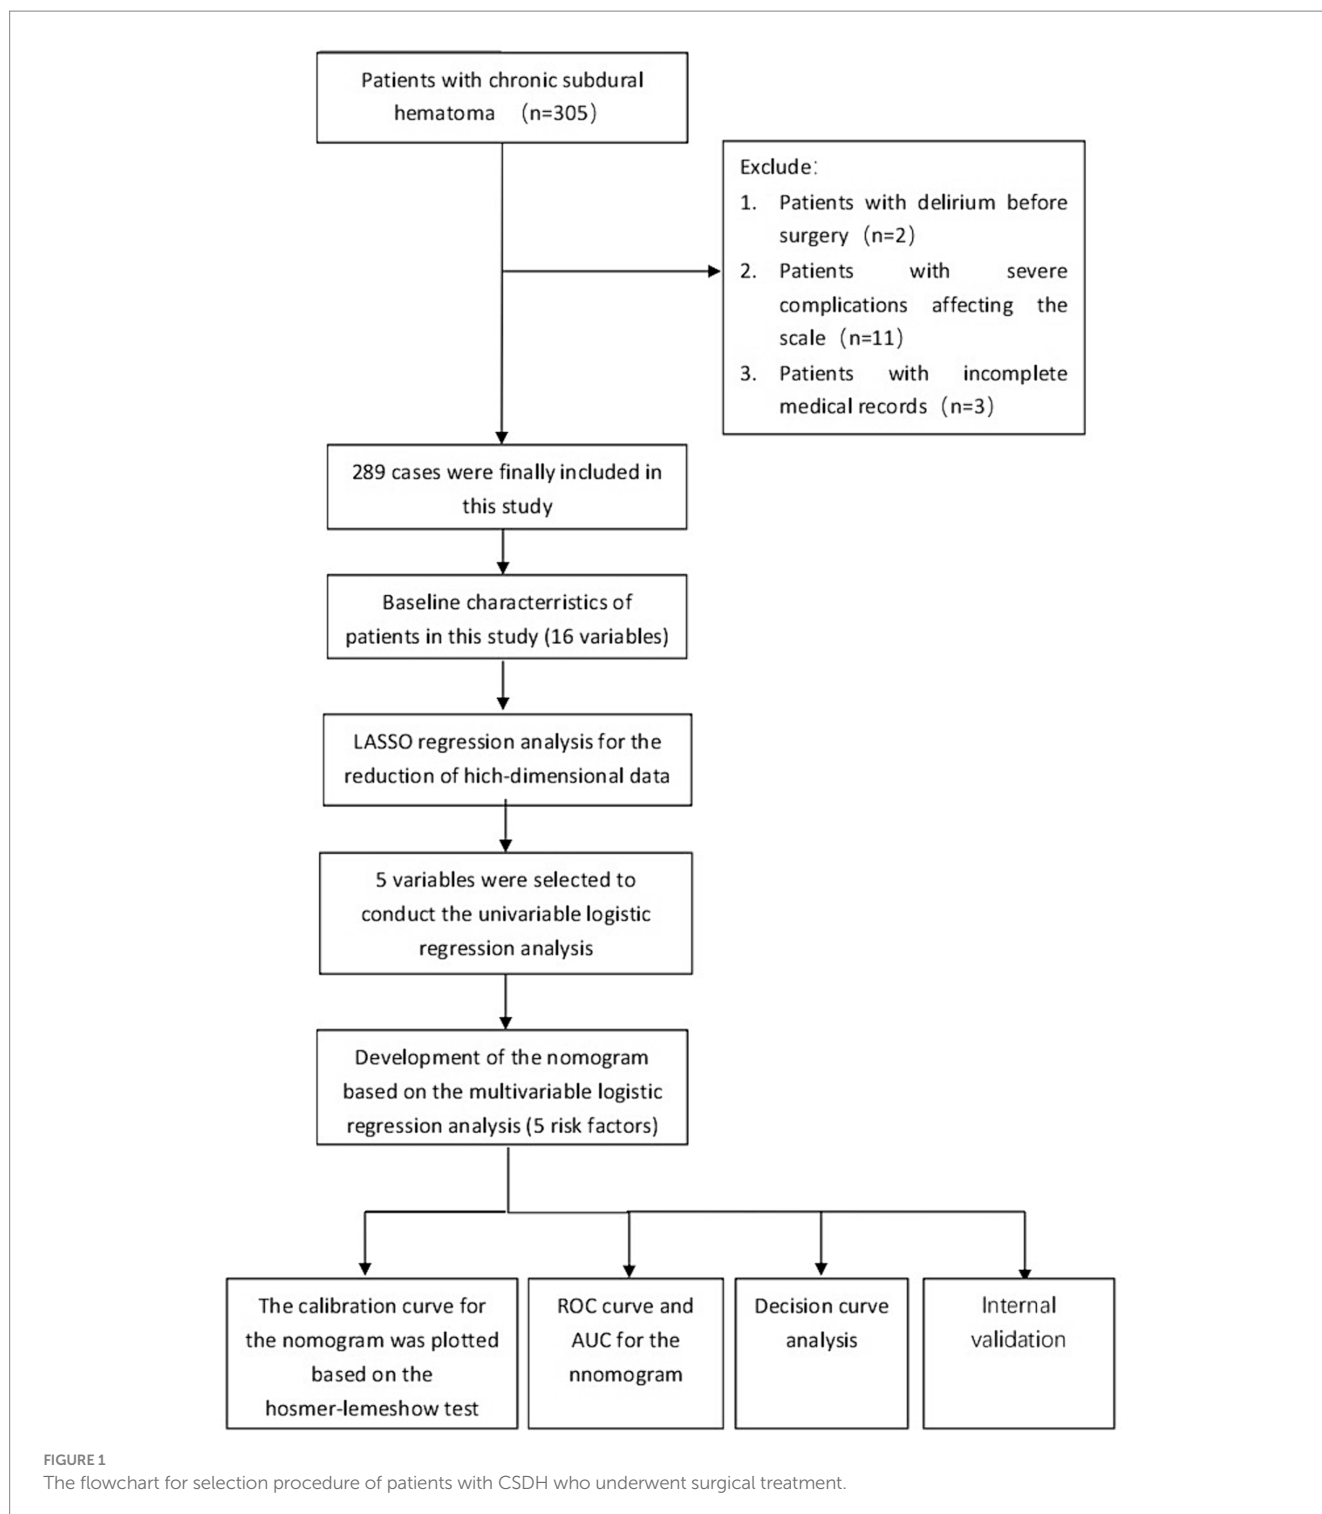 Patients with chronic subdural
hematoma （n=305）
Exclude：
1. Patients with delirium before
surgery（n=2）
2. Patients with severe
complications affecting the
scale（n=11）
3. Patients with incomplete
medical records（n=3）
289 cases were finally included in
this study
Baseline characterristics of
patients in this study (16 variables)
LASSO regression analysis for the
reduction of hich-dimensional data
5 variables were selected to
conduct the univariable logistic
regression analysis
Development of the nomogram
based on the multivariable logistic
regression analysis (5 risk factors)
The calibration curve for
the nomogram was plotted
based on the
hosmer-lemeshow test
ROC curve and
AUC for the
nnomogram
Decision curve
analysis
Internal
validation
FIGURE 1
The flowchart for selection procedure of patients with CSDH who underwent surgical treatment.